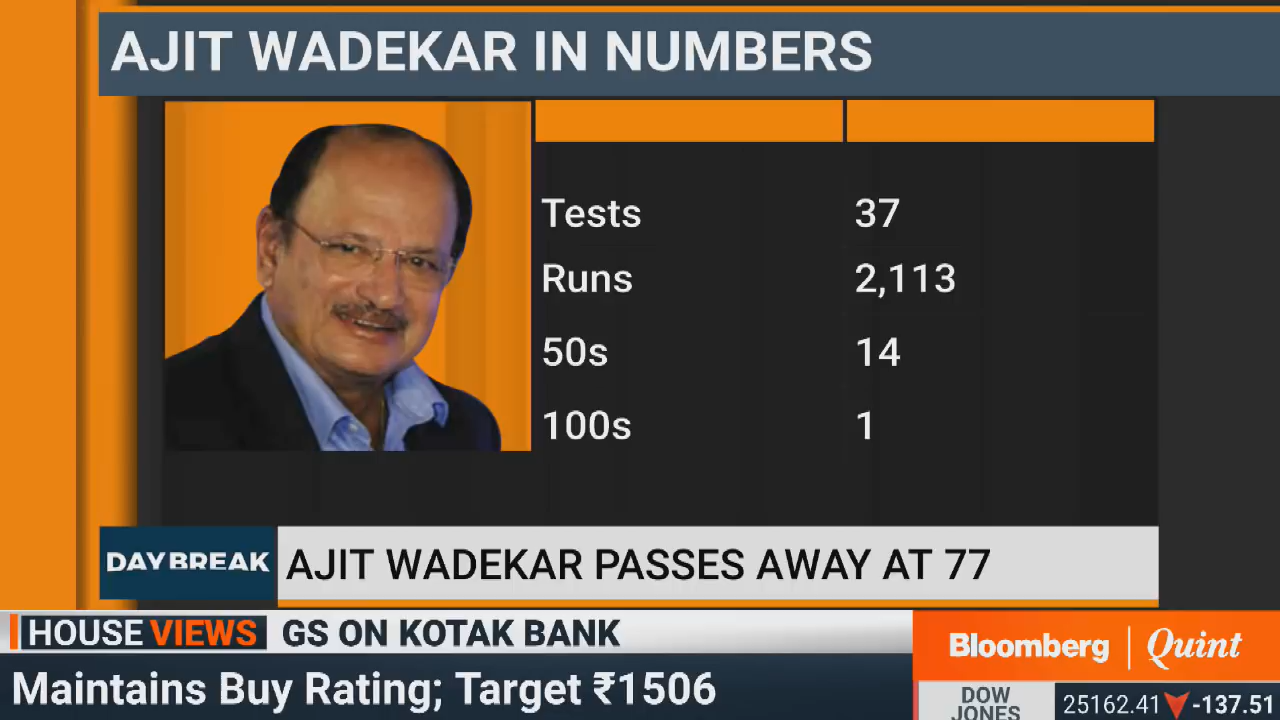 AJIT WADEKAR IN NUMBERS
Tests 37
Runs 2,113
50s 14
100s 1
DAYBREAK AJIT WADEKAR PASSES AWAY AT 77
HOUSE VIEWS GS ON KOTAK BANK
Maintains Buy Rating; Target ₹1506
Bloomberg | Quint
DOW JONES 25162.41 -137.51